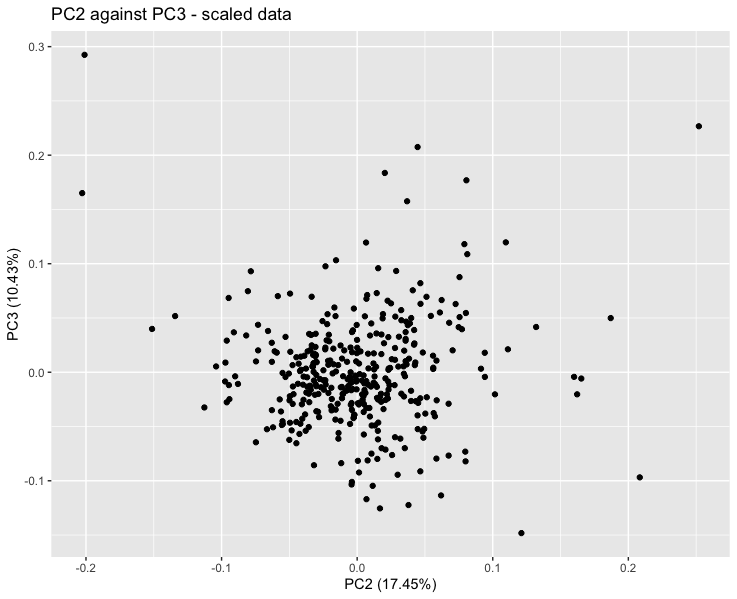 PC2 against PC3 - scaled data
0.3
0.2
0.1
0.0
-0.1
PC3 (10.43%)
-0.2 -0.1 0.0 0.1 0.2
PC2 (17.45%)